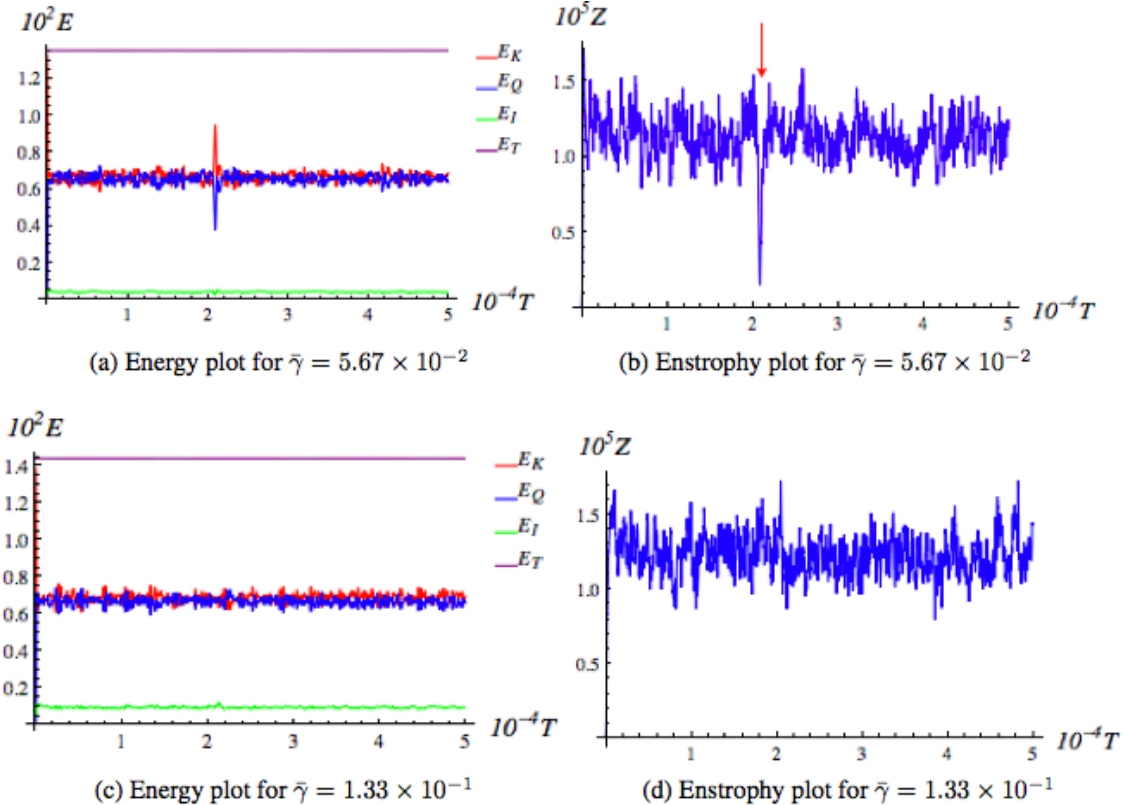 10²E
1.2
1.0
0.8
0.6
0.4
0.2
1 2 3 4 5
10⁻⁴T
E_K
E_Q
E_I
E_T
(a) Energy plot for γ̄ = 5.67 × 10⁻²
10⁵Z
1.5
1.0
0.5
1 2 3 4 5
10⁻⁴T
(b) Enstrophy plot for γ̄ = 5.67 × 10⁻²
10²E
1.4
1.2
1.0
0.8
0.6
0.4
0.2
1 2 3 4 5
10⁻⁴T
E_K
E_Q
E_I
E_T
(c) Energy plot for γ̄ = 1.33 × 10⁻¹
10⁵Z
1.5
1.0
0.5
1 2 3 4 5
10⁻⁴T
(d) Enstrophy plot for γ̄ = 1.33 × 10⁻¹